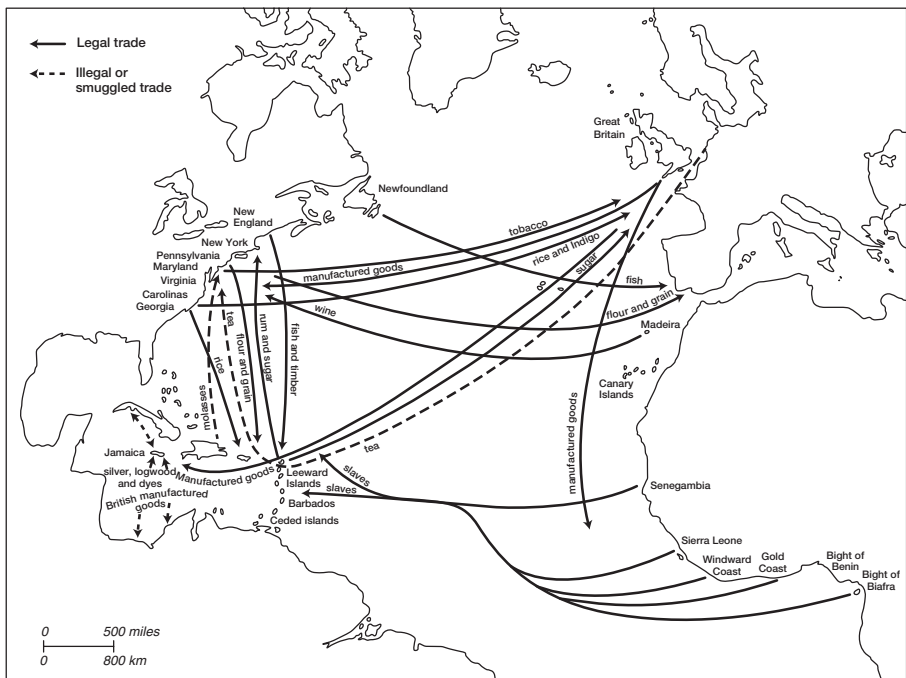 Legal trade
Illegal or
smuggled trade
Great
Britain
Newfoundland
New
England
New York
Pennsylvania
Maryland
Virginia
Carolinas
Georgia
tobacco
manufactured goods
rice and Indigo
sugar
fish
flour and grain
wine
Madeira
Canary
Islands
molasses
rice
tea
flour and grain
rum and sugar
fish and timber
tea
manufactured goods
Jamaica
silver, logwood
and dyes
British manufactured
goods
Manufactured goods
Leeward
Islands
Barbados
Ceded islands
slaves
slaves
Senegambia
Sierra Leone
Windward
Coast
Gold
Coast
Bight of
Benin
Bight of
Biafra
0 500 miles
0 800 km